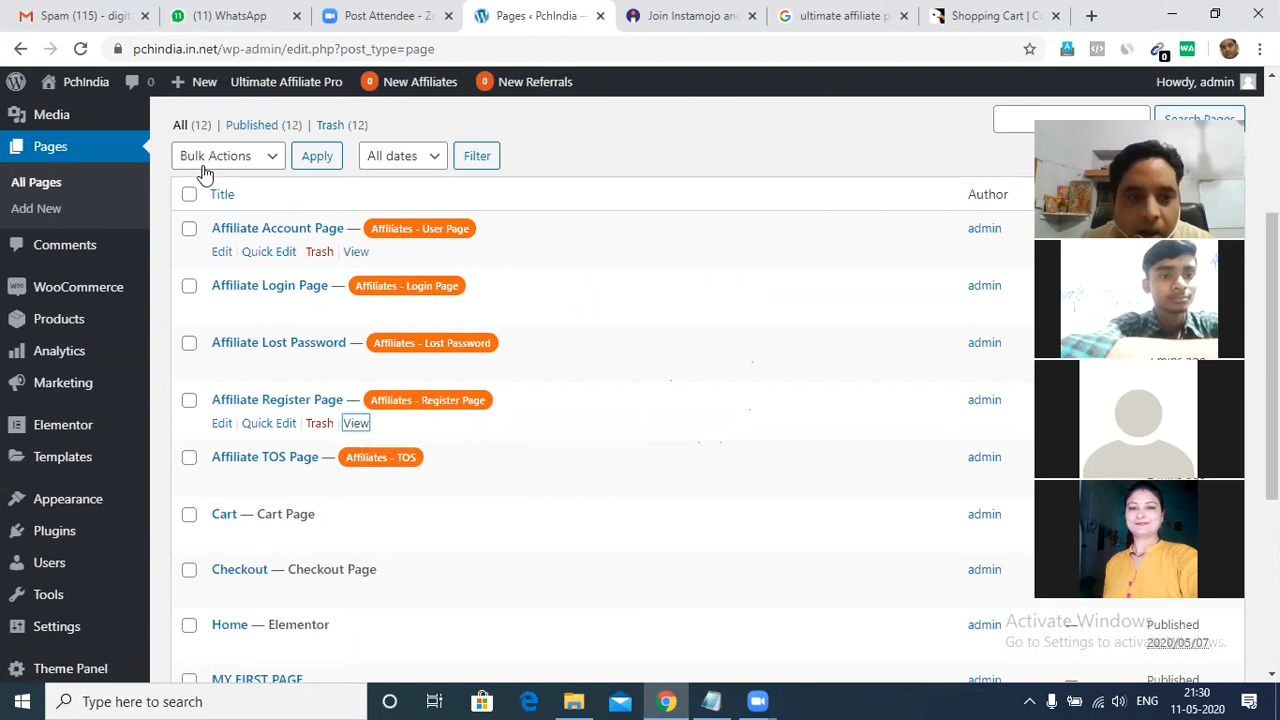 Spam (115) - digit
(11) WhatsApp
Post Attendee - Zo
Pages ‹ PchIndia —
Join Instamojo and
ultimate affiliate p
Shopping Cart | Co
pchindia.in.net/wp-admin/edit.php?post_type=page
0
WA
PchIndia
0
New
Ultimate Affiliate Pro
0 New Affiliates
0 New Referrals
Howdy, admin
Media
Pages
All Pages
Add New
Comments
WooCommerce
Products
Analytics
Marketing
Elementor
Templates
Appearance
Plugins
Users
Tools
Settings
Theme Panel
All (12) | Published (12) | Trash (12)
Search Pages
Bulk Actions
Apply
All dates
Filter
Title
Author
Affiliate Account Page — Affiliates - User Page
admin
Edit | Quick Edit | Trash | View
Affiliate Login Page — Affiliates - Login Page
admin
Affiliate Lost Password — Affiliates - Lost Password
admin
Affiliate Register Page — Affiliates - Register Page
admin
Edit | Quick Edit | Trash | View
Affiliate TOS Page — Affiliates - TOS
admin
Cart — Cart Page
admin
Checkout — Checkout Page
admin
Home — Elementor
admin
—
Published
2020/05/07
MY FIRST PAGE
admin
—
Published
Activate Windows
Go to Settings to activate Windows.
Type here to search
ENG
21:30
11-05-2020